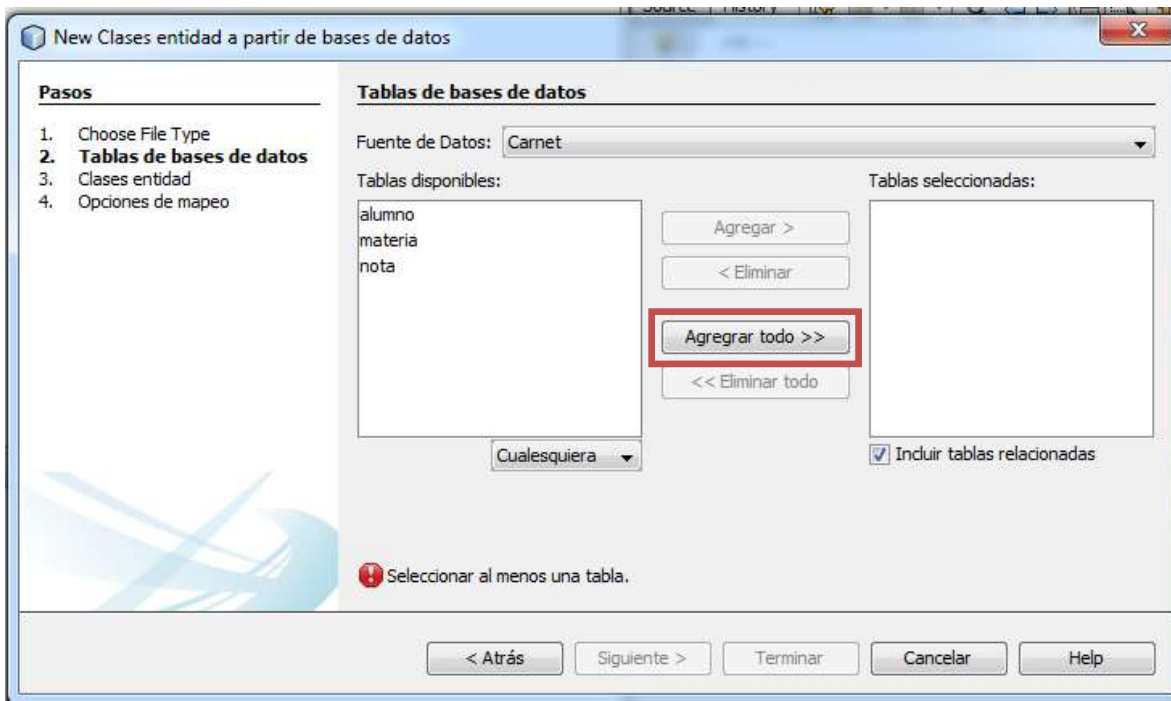 Source History
New Clases entidad a partir de bases de datos
Pasos
1. Choose File Type
2. Tablas de bases de datos
3. Clases entidad
4. Opciones de mapeo
Tablas de bases de datos
Fuente de Datos: Carnet
Tablas disponibles:
alumno
materia
nota
Cualesquiera
Agregar >
< Eliminar
Agregrar todo >>
<< Eliminar todo
Tablas seleccionadas:
Incluir tablas relacionadas
Seleccionar al menos una tabla.
< Atrás Siguiente > Terminar Cancelar Help